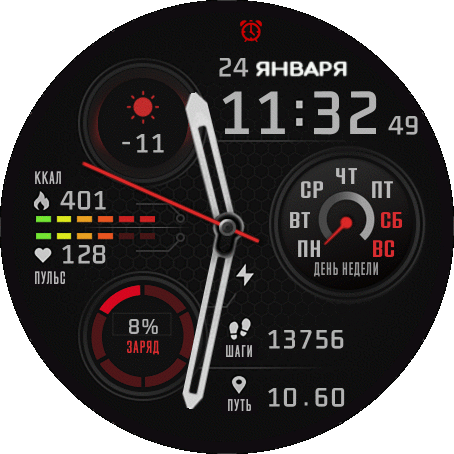 24 ЯНВАРЯ
11:32 49
-11
ККАЛ
401
128
ПУЛЬС
ПН ВТ СР ЧТ ПТ СБ ВС
ДЕНЬ НЕДЕЛИ
8%
ЗАРЯД
ШАГИ 13756
ПУТЬ 10.60